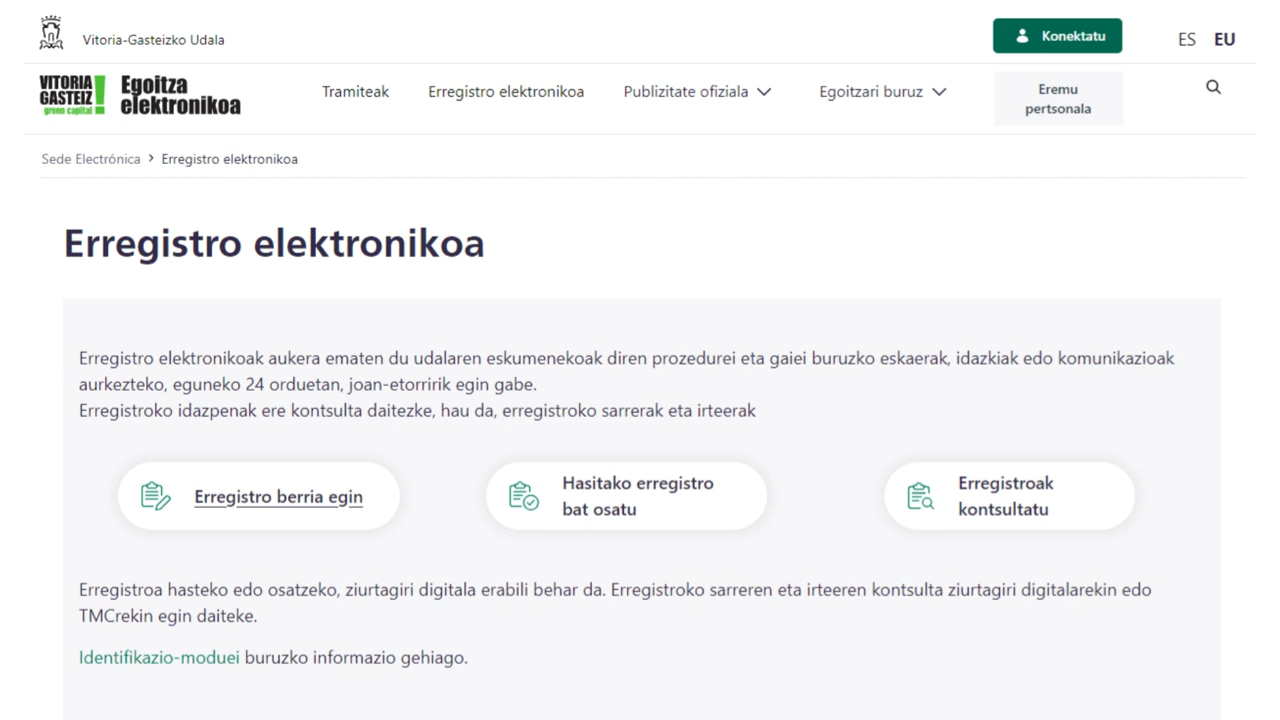 Vitoria-Gasteizko Udala
Konektatu
ES EU
VITORIA GASTEIZ
green capital
Egoitza elektronikoa
Tramiteak Erregistro elektronikoa Publizitate ofiziala Egoitzari buruz
Eremu pertsonala
Sede Electrónica > Erregistro elektronikoa
Erregistro elektronikoa
Erregistro elektronikoak aukera ematen du udalaren eskumenekoak diren prozedurei eta gaiei buruzko eskaerak, idazkiak edo komunikazioak
aurkezteko, eguneko 24 orduetan, joan-etorririk egin gabe.
Erregistroko idazpenak ere kontsulta daitezke, hau da, erregistroko sarrerak eta irteerak
Erregistro berria egin
Hasitako erregistro
bat osatu
Erregistroak
kontsultatu
Erregistroa hasteko edo osatzeko, ziurtagiri digitala erabili behar da. Erregistroko sarreren eta irteeren kontsulta ziurtagiri digitalarekin edo
TMCrekin egin daiteke.
Identifikazio-moduei buruzko informazio gehiago.